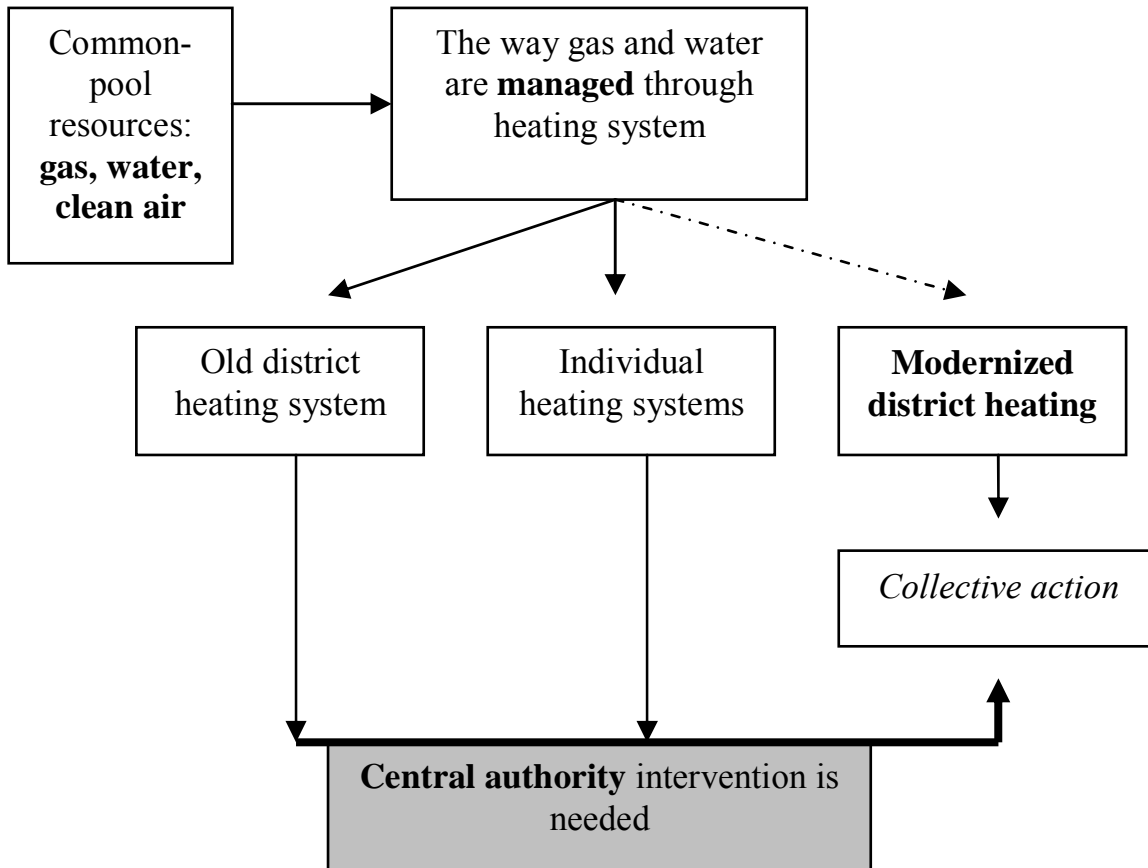 Common-
pool
resources:
gas, water,
clean air
The way gas and water
are managed through
heating system
Old district
heating system
Individual
heating systems
Modernized
district heating
Collective action
Central authority intervention is
needed